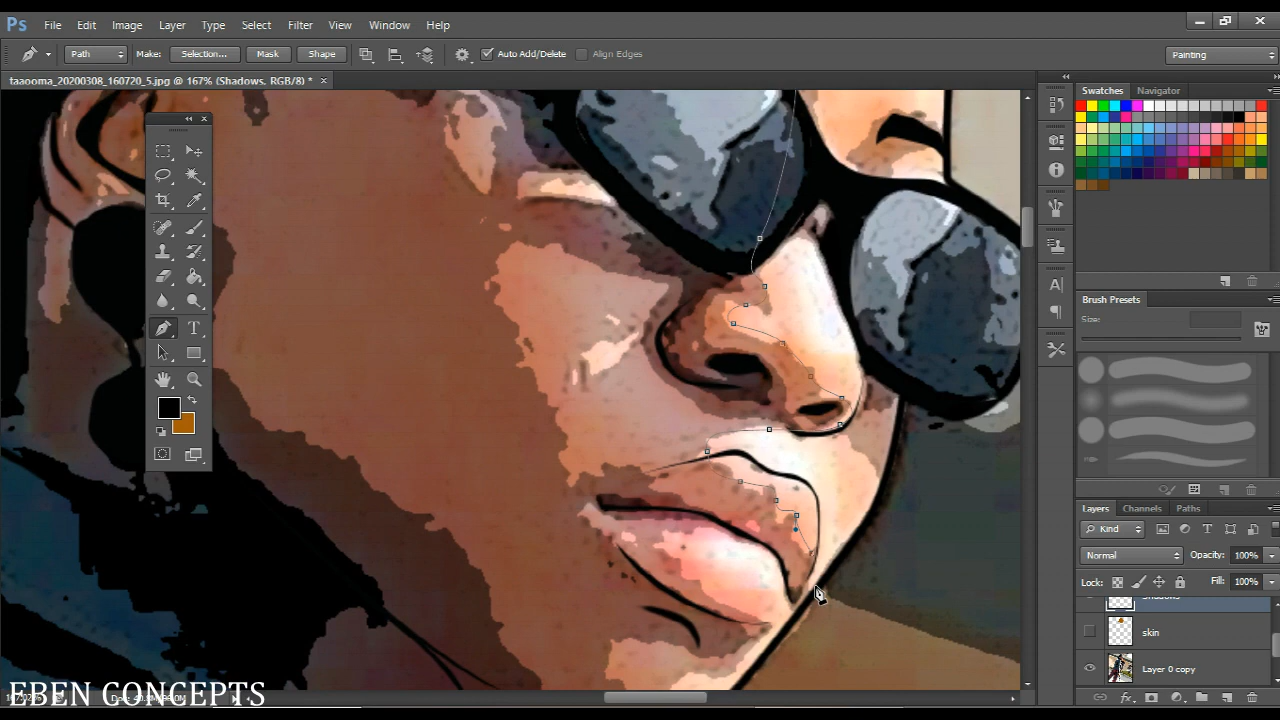 Ps File Edit Image Layer Type Select Filter View Window Help
Path Make: Selection... Mask Shape Auto Add/Delete Align Edges Painting
taaooma_20200308_160720_5.jpg @ 167% (Shadows, RGB/8) *
Swatches Navigator
Brush Presets
Size:
Layers Channels Paths
Kind
Normal Opacity: 100%
Lock: Fill: 100%
skin
Layer 0 copy
EBEN CONCEPTS